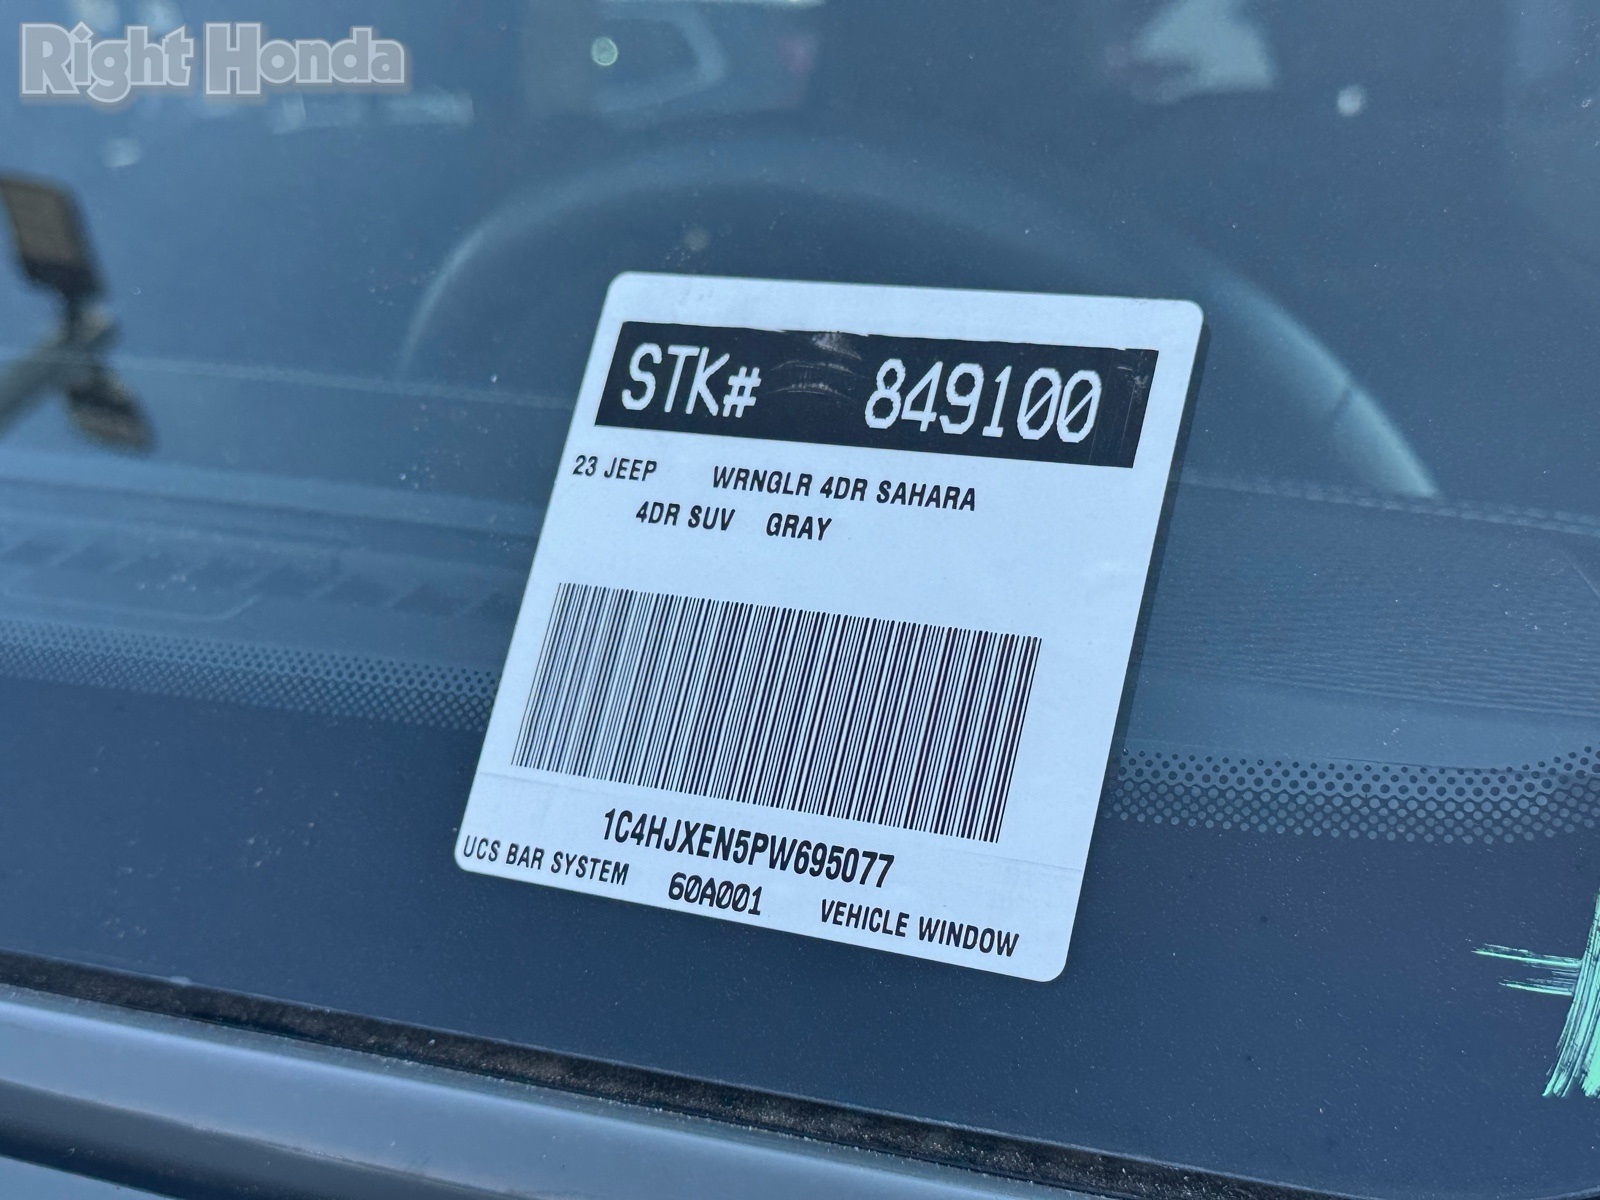 Right Honda
STK# 849100
23 JEEP WRNGLR 4DR SAHARA
4DR SUV GRAY
1C4HJXEN5PW695077
UCS BAR SYSTEM 60A001 VEHICLE WINDOW